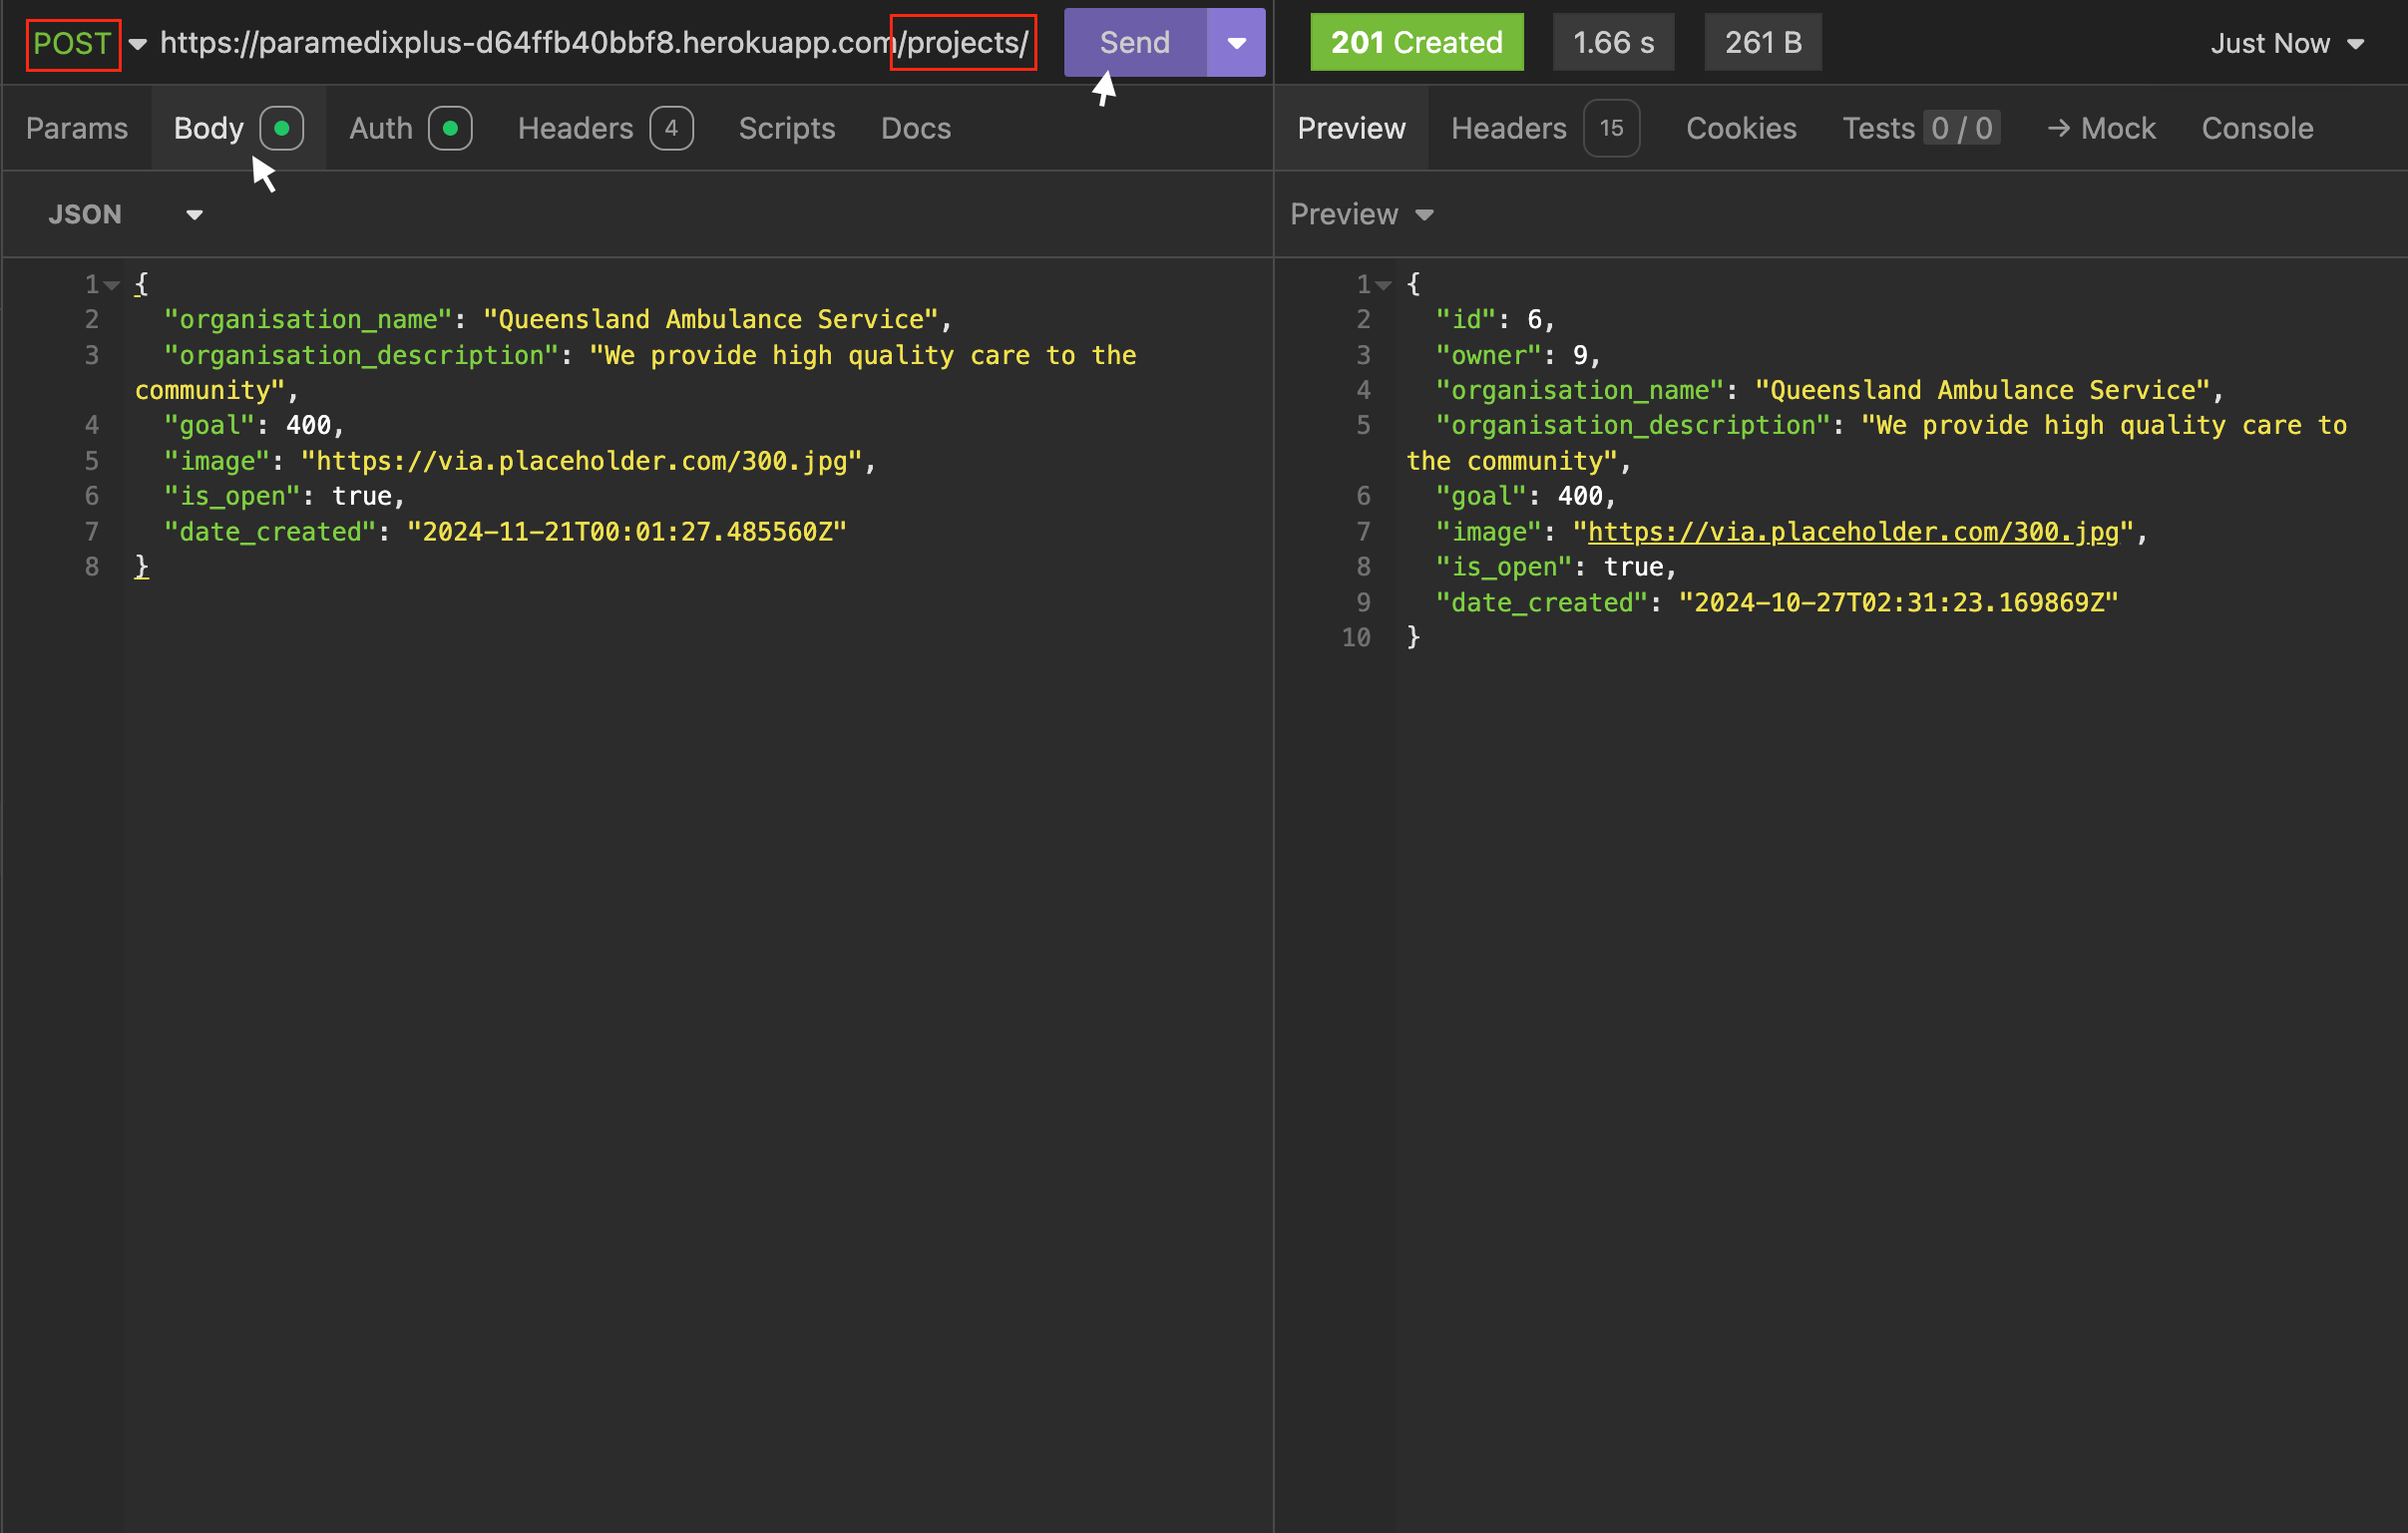 POST https://paramedixplus-d64ffb40bbf8.herokuapp.com/projects/ Send
Params Body Auth Headers 4 Scripts Docs
JSON
1 {
2 "organisation_name": "Queensland Ambulance Service",
3 "organisation_description": "We provide high quality care to the
community",
4 "goal": 400,
5 "image": "https://via.placeholder.com/300.jpg",
6 "is_open": true,
7 "date_created": "2024-11-21T00:01:27.485560Z"
8 }
201 Created 1.66 s 261 B Just Now
Preview Headers 15 Cookies Tests 0 / 0 → Mock Console
Preview
1 {
2 "id": 6,
3 "owner": 9,
4 "organisation_name": "Queensland Ambulance Service",
5 "organisation_description": "We provide high quality care to
the community",
6 "goal": 400,
7 "image": "https://via.placeholder.com/300.jpg",
8 "is_open": true,
9 "date_created": "2024-10-27T02:31:23.169869Z"
10 }